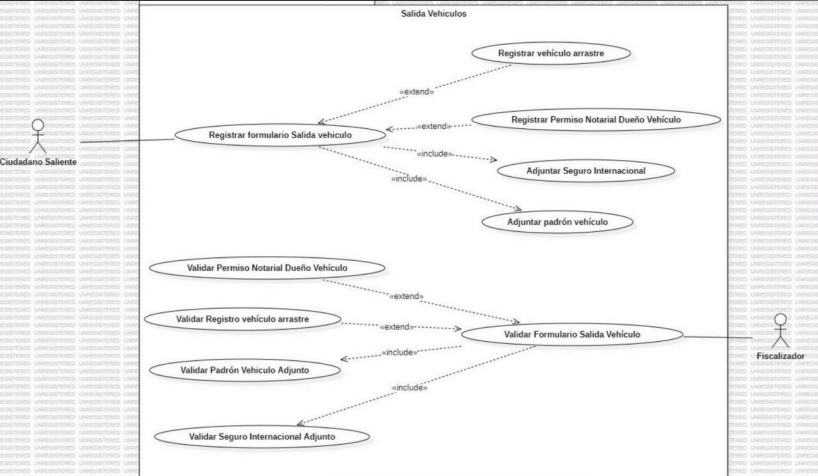 Salida Vehiculos
Registrar vehículo arrastre
«extend»
Registrar Permiso Notarial Dueño Vehículo
«extend»
Registrar formulario Salida vehiculo
«include»
Ciudadano Saliente
Adjuntar Seguro Internacional
«include»
Adjuntar padrón vehículo
Validar Permiso Notarial Dueño Vehículo
«extend»
Validar Registro vehículo arrastre
«extend»
Validar Formulario Salida Vehículo
«include»
Fiscalizador
Validar Padrón Vehiculo Adjunto
«include»
Validar Seguro Internacional Adjunto